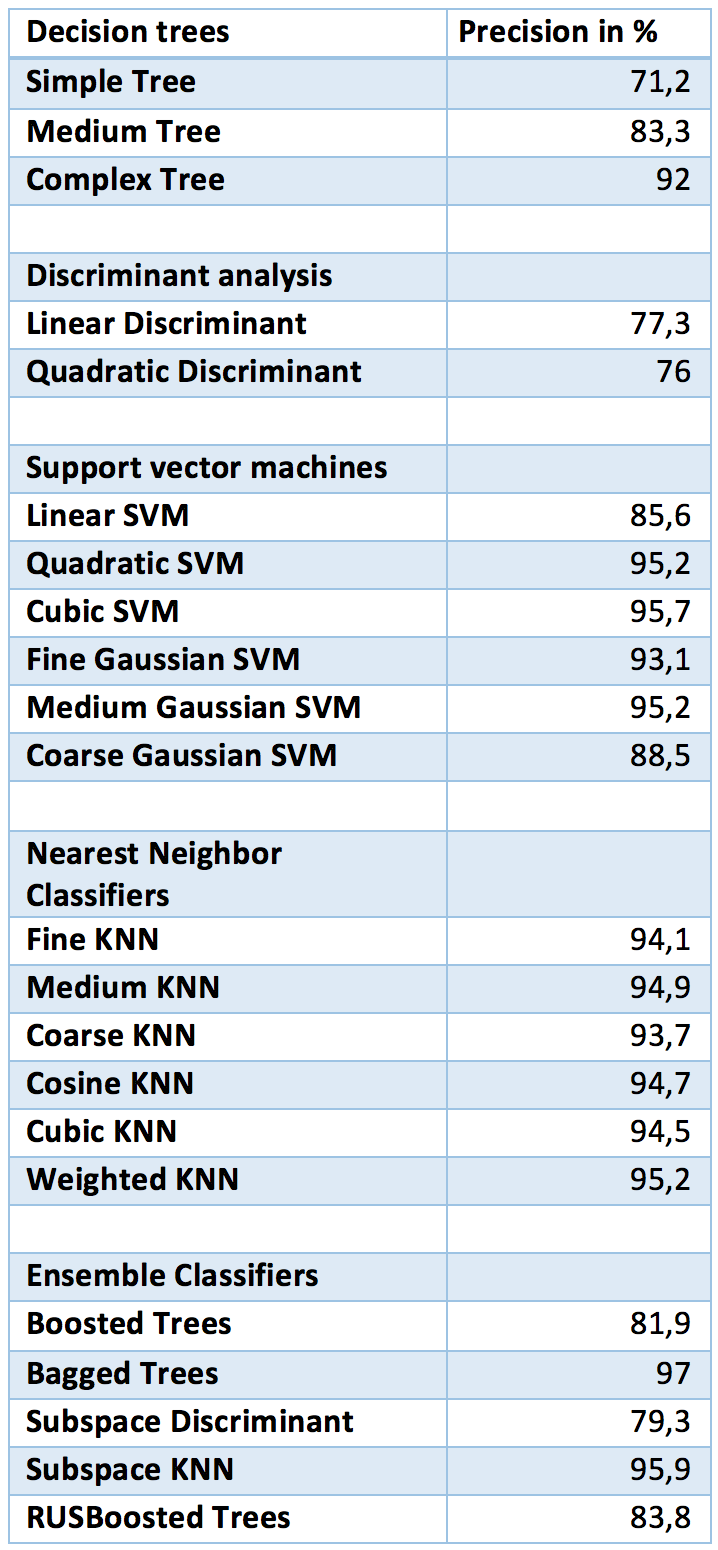 Decision trees Precision in %
Simple Tree 71,2
Medium Tree 83,3
Complex Tree 92
Discriminant analysis
Linear Discriminant 77,3
Quadratic Discriminant 76
Support vector machines
Linear SVM 85,6
Quadratic SVM 95,2
Cubic SVM 95,7
Fine Gaussian SVM 93,1
Medium Gaussian SVM 95,2
Coarse Gaussian SVM 88,5
Nearest Neighbor
Classifiers
Fine KNN 94,1
Medium KNN 94,9
Coarse KNN 93,7
Cosine KNN 94,7
Cubic KNN 94,5
Weighted KNN 95,2
Ensemble Classifiers
Boosted Trees 81,9
Bagged Trees 97
Subspace Discriminant 79,3
Subspace KNN 95,9
RUSBoosted Trees 83,8